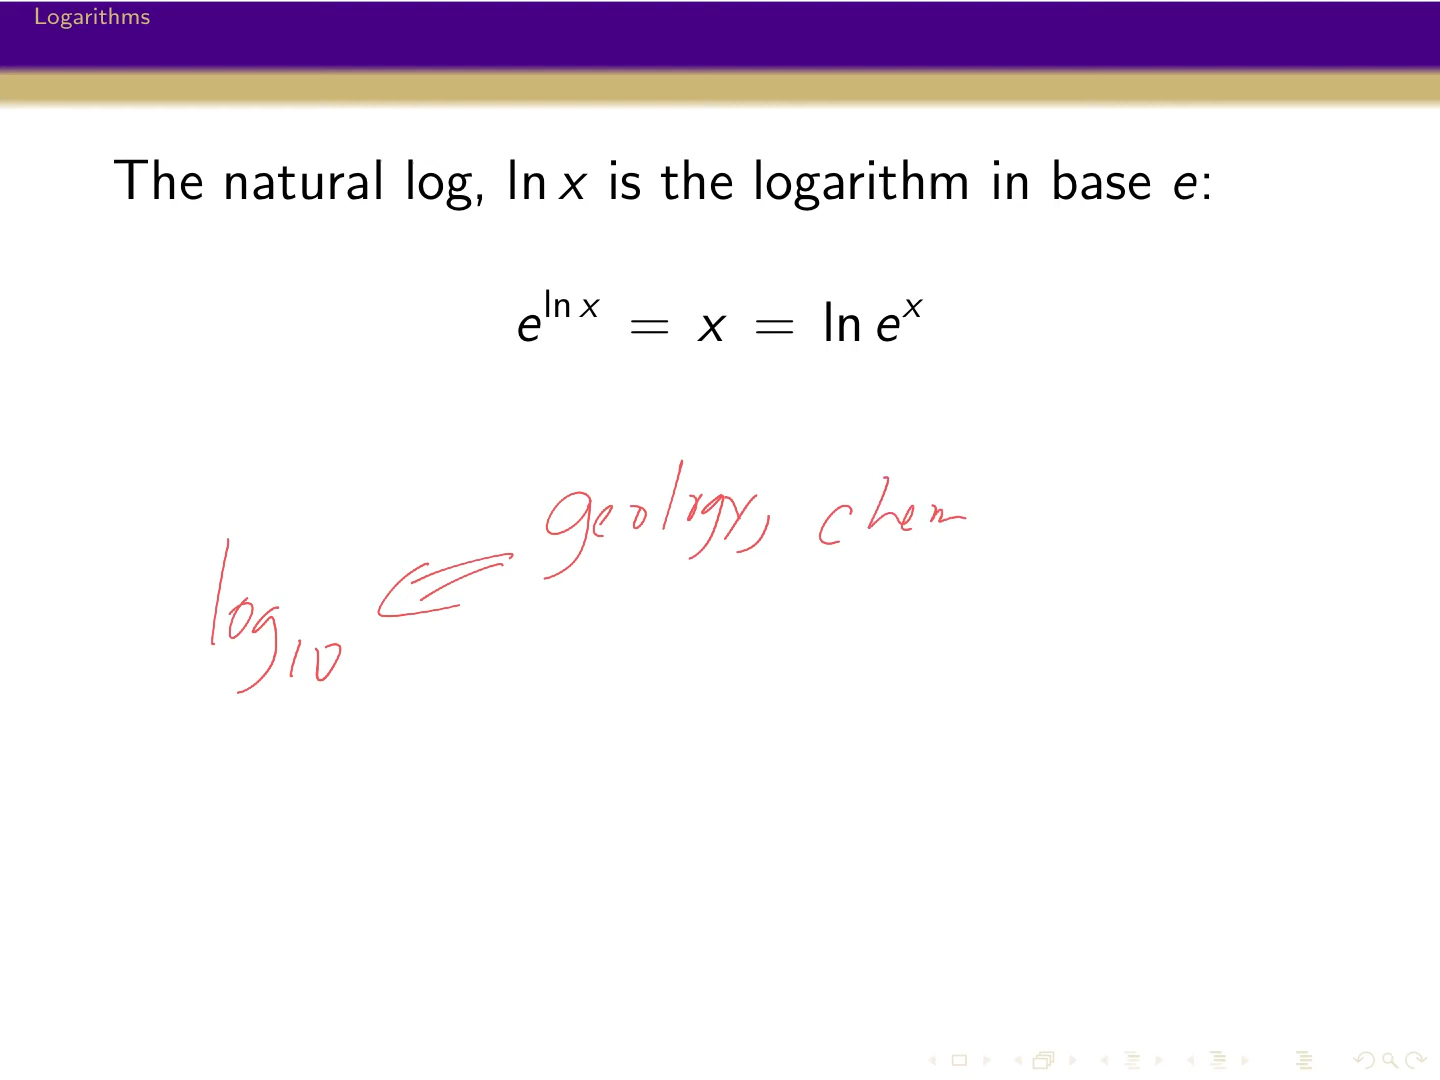 Logarithms
The natural log, ln x is the logarithm in base e:
e^{ln x} = x = ln e^x
geology, chem
log₁₀ ⇐